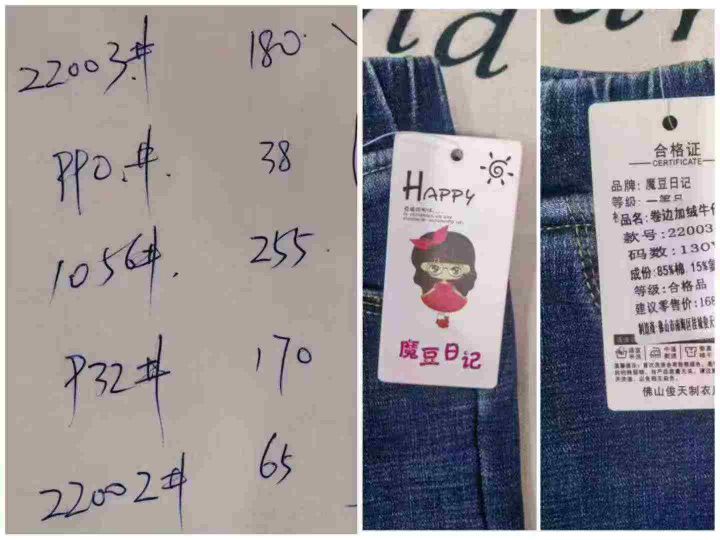 22003# 180
PPO.#. 38
1056#. 255
P32# 170
22002# 65
HAPPY
魔豆日记
合格证
CERTIFICATE
品牌: 魔豆日记
等级: 一等品
品名: 卷边加绒牛仔
款号: 22003
码数: 130
成份: 85%棉. 15%
等级: 合格品
建议零售价: 168
佛山俊天制衣